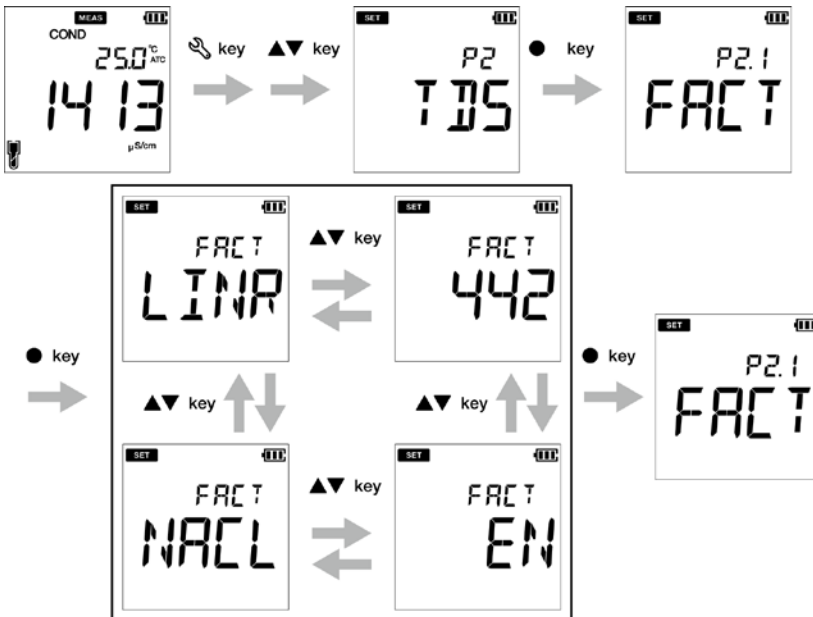 MEAS
COND
25.0 °C
ATC
1413
µS/cm
key
▲▼ key
SET
P2
TDS
● key
SET
P2.1
FACT
SET
FACT
LINR
▲▼ key
SET
FACT
442
● key
▲▼ key
▲▼ key
● key
SET
P2.1
FACT
SET
FACT
NACL
▲▼ key
SET
FACT
EN